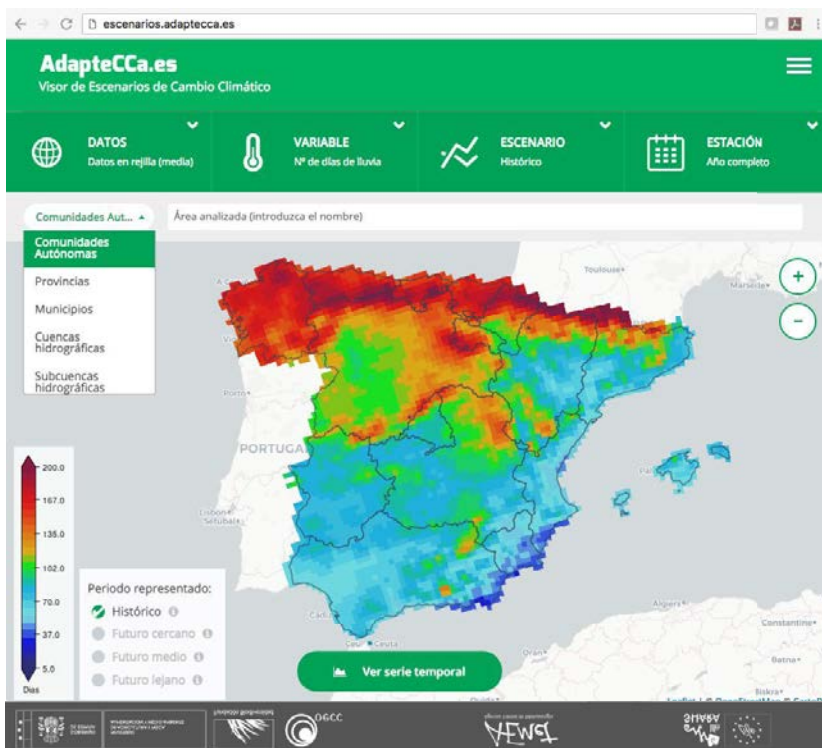 escenarios.adaptecca.es
AdapteCCa.es
Visor de Escenarios de Cambio Climático
DATOS
Datos en rejilla (media)
VARIABLE
Nº de días de lluvia
ESCENARIO
Histórico
ESTACIÓN
Año completo
Comunidades Aut...
Área analizada (introduzca el nombre)
Comunidades
Autónomas
Provincias
Municipios
Cuencas
hidrográficas
Subcuencas
hidrográficas
Toulouse
Marseille
+
−
Porto
PORTUGAL
Lisbon
Setúbal
200.0
167.0
135.0
102.0
70.0
37.0
5.0
Días
Periodo representado:
Histórico
Futuro cercano
Futuro medio
Futuro lejano
Ceuta
Algiers
Constantine
Oran
Batna
Biskra
Ver serie temporal
OECC
AEMet